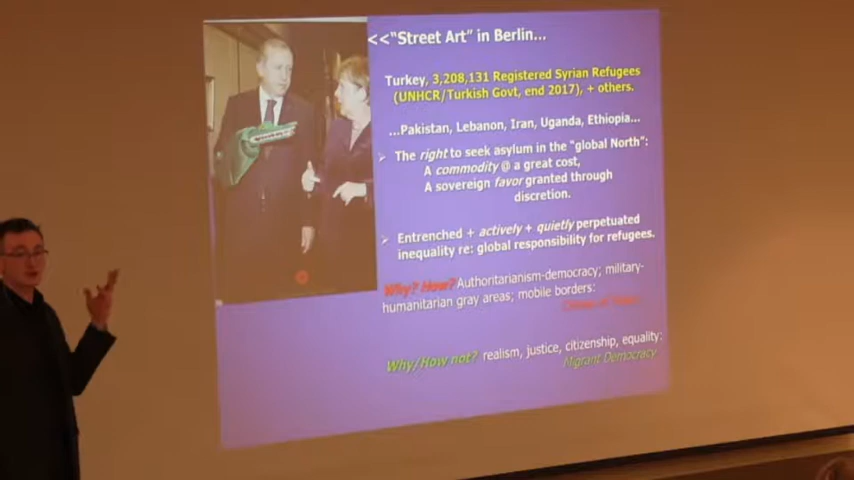 <<"Street Art" in Berlin...
Turkey, 3,208,131 Registered Syrian Refugees
(UNHCR/Turkish Govt, end 2017), + others.
...Pakistan, Lebanon, Iran, Uganda, Ethiopia...
➢ The right to seek asylum in the "global North":
A commodity @ a great cost,
A sovereign favor granted through
discretion.
➢ Entrenched + actively + quietly perpetuated
inequality re: global responsibility for refugees.
Why? How? Authoritarianism-democracy; military-
humanitarian gray areas; mobile borders:
Why/How not? realism, justice, citizenship, equality:
Migrant Democracy